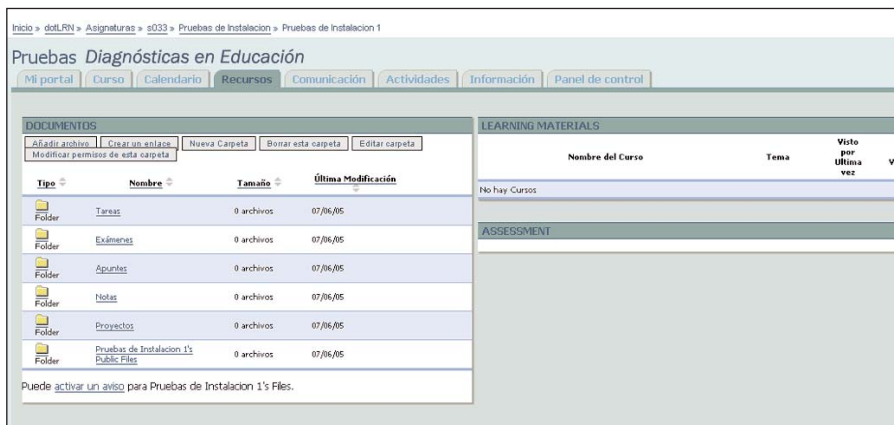 Inicio » dotLRN » Asignaturas » s033 » Pruebas de Instalacion » Pruebas de Instalacion 1
Pruebas Diagnósticas en Educación
Mi portal Curso Calendario Recursos Comunicación Actividades Información Panel de control
DOCUMENTOS
Añadir archivo Crear un enlace Nueva Carpeta Borrar esta carpeta Editar carpeta
Modificar permisos de esta carpeta
Tipo Nombre Tamaño Última Modificación
Folder Tareas 0 archivos 07/06/05
Folder Exámenes 0 archivos 07/06/05
Folder Apuntes 0 archivos 07/06/05
Folder Notas 0 archivos 07/06/05
Folder Proyectos 0 archivos 07/06/05
Folder Pruebas de Instalacion 1's
Public Files 0 archivos 07/06/05
Puede activar un aviso para Pruebas de Instalacion 1's Files.
LEARNING MATERIALS
Nombre del Curso Tema Visto
por
Ultima
vez
V
No hay Cursos
ASSESSMENT